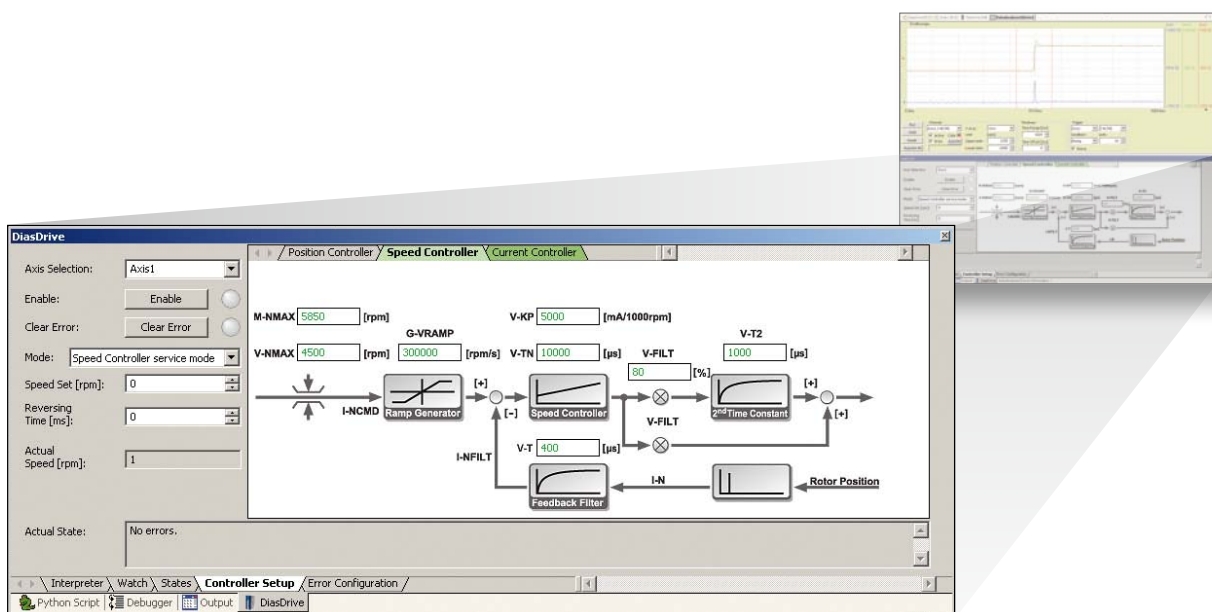 DiasDrive
Position Controller Speed Controller Current Controller
Axis Selection: Axis1
Enable: Enable
Clear Error: Clear Error
Mode: Speed Controller service mode
Speed Set [rpm]: 0
Reversing
Time [ms]: 0
Actual
Speed [rpm]: 1
M-NMAX 5850 [rpm] V-KP 5000 [mA/1000rpm]
G-VRAMP V-T2
V-NMAX 4500 [rpm] 300000 [rpm/s] V-TN 10000 [µs] V-FILT 1000 [µs]
80 [%]
[+] [+]
I-NCMD Ramp Generator [–] Speed Controller 2nd Time Constant [+]
V-FILT
V-T 400 [µs]
I-NFILT
I-N
Feedback Filter Rotor Position
Actual State: No errors.
Interpreter Watch States Controller Setup Error Configuration
Python Script Debugger Output DiasDrive